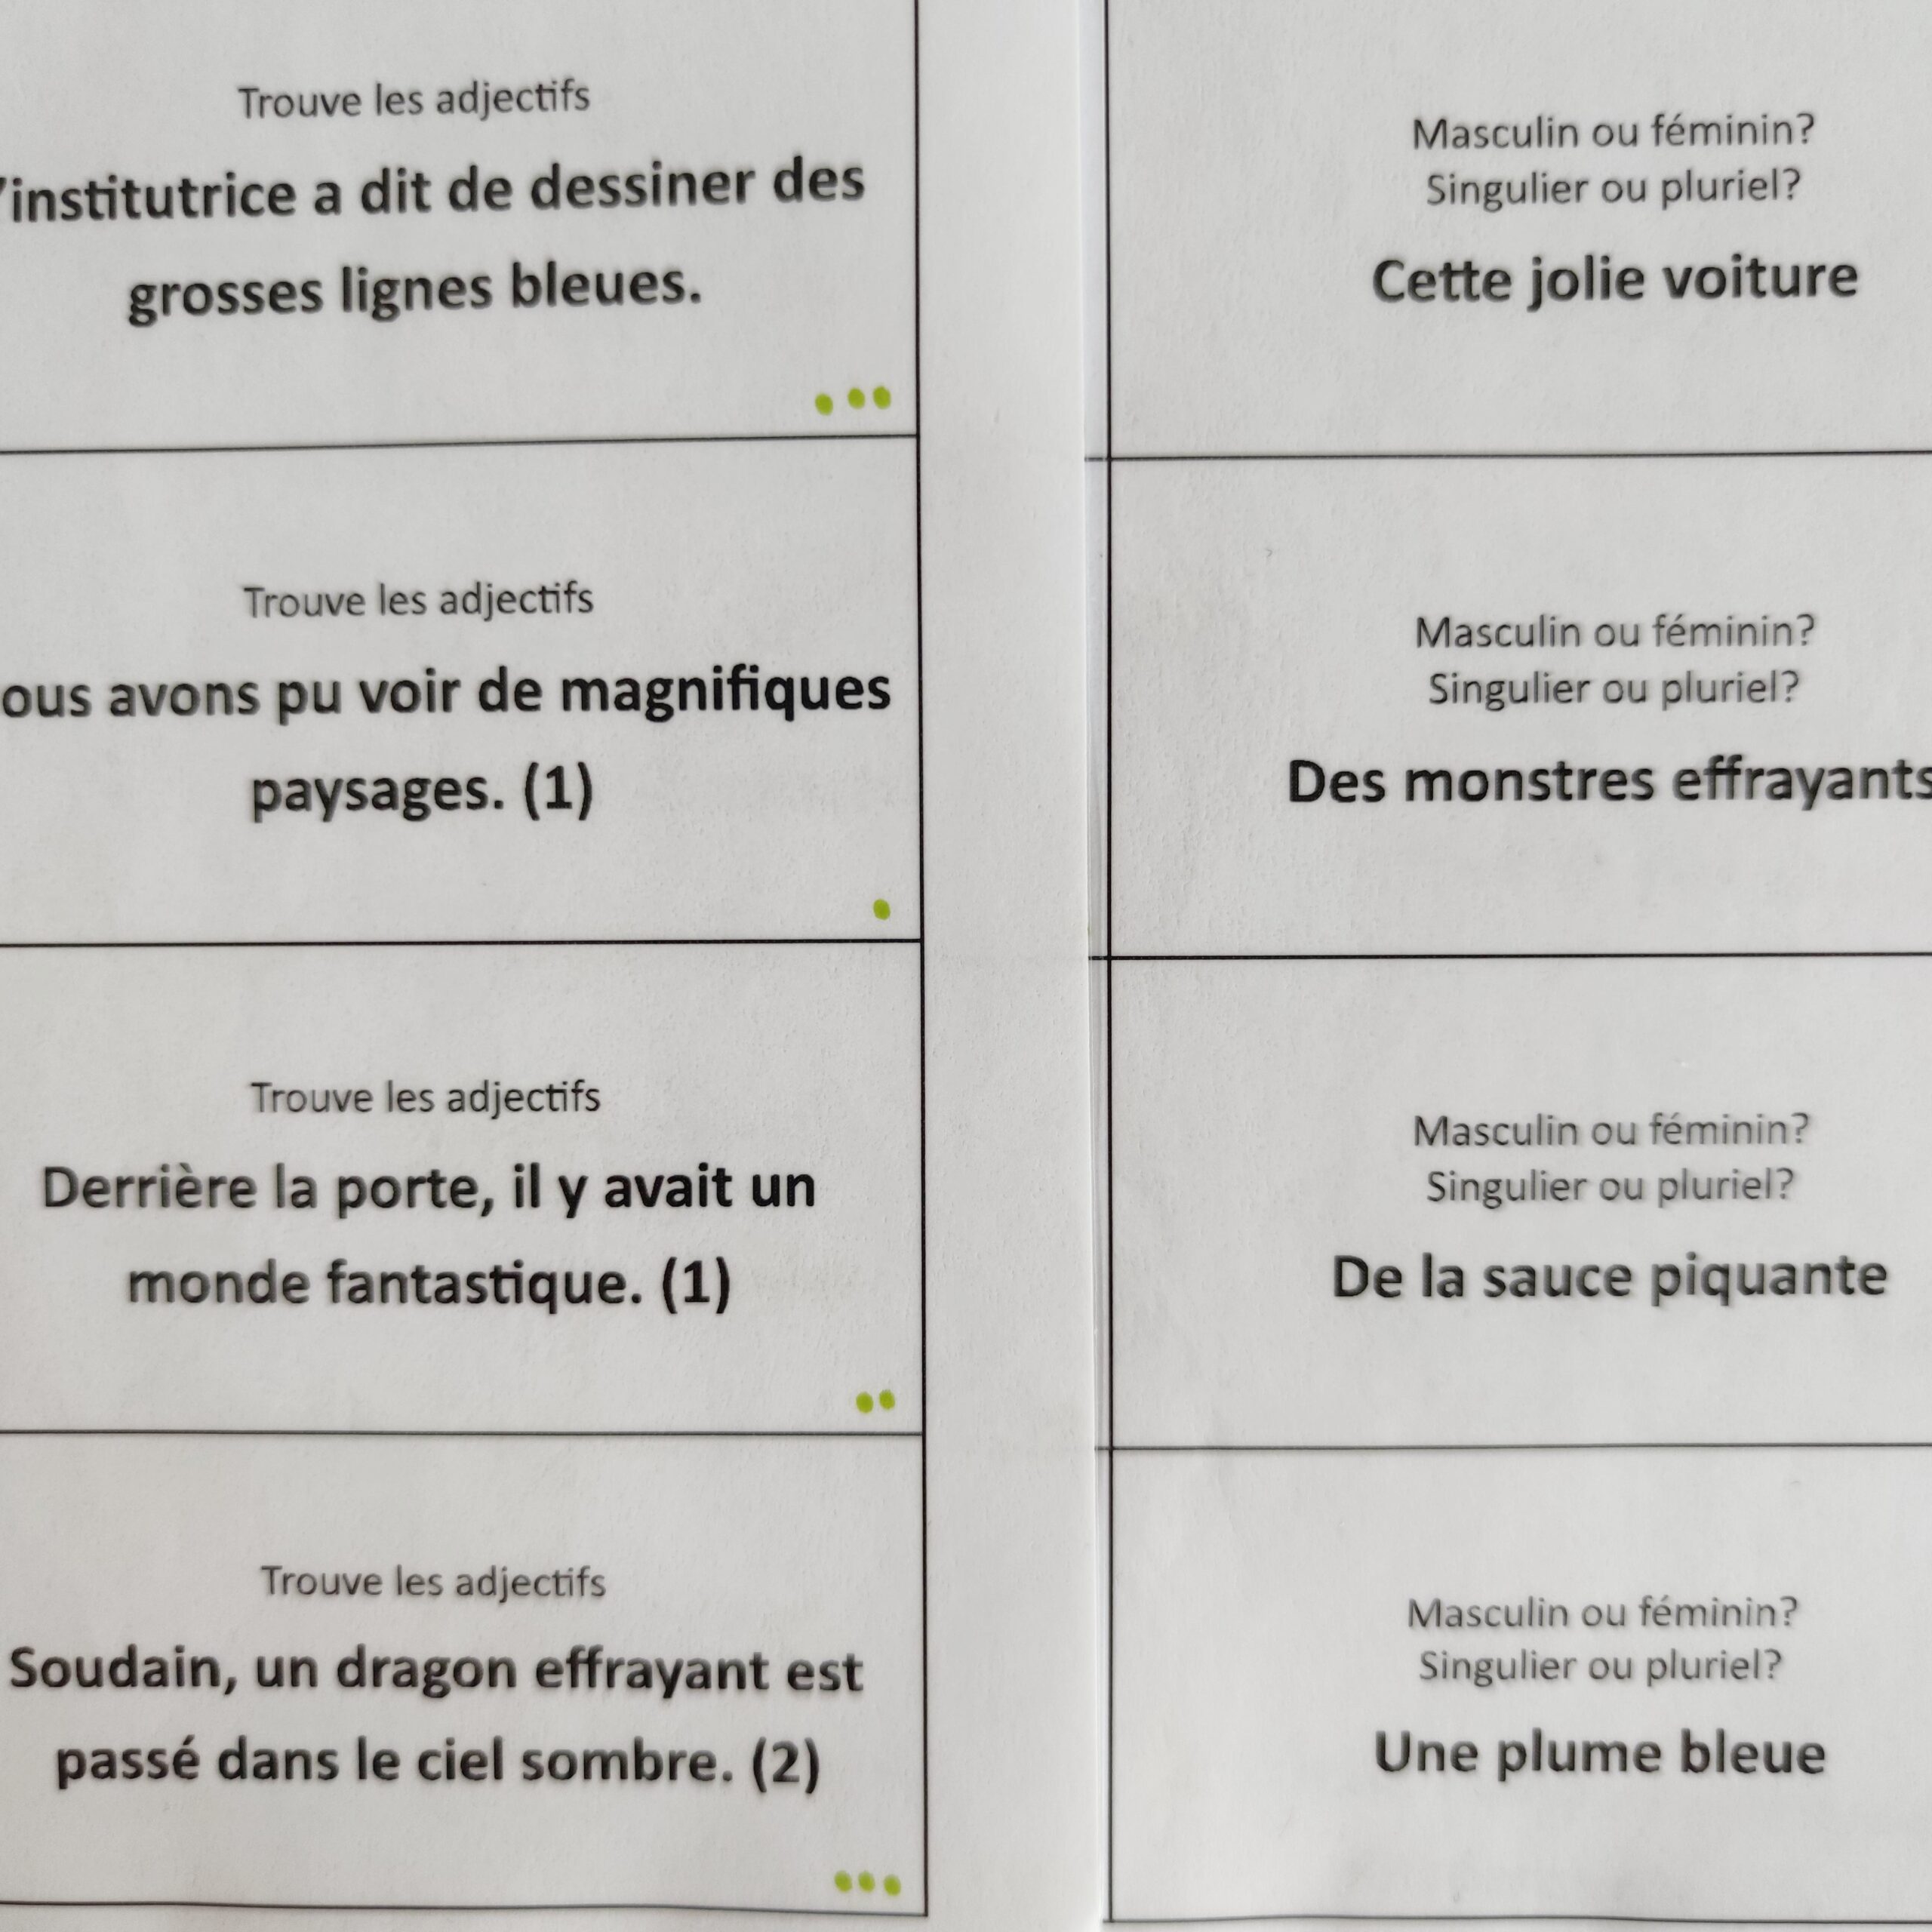 Trouve les adjectifs
'institutrice a dit de dessiner des
grosses lignes bleues.
Trouve les adjectifs
ous avons pu voir de magnifiques
paysages. (1)
Trouve les adjectifs
Derrière la porte, il y avait un
monde fantastique. (1)
Trouve les adjectifs
Soudain, un dragon effrayant est
passé dans le ciel sombre. (2)
Masculin ou féminin?
Singulier ou pluriel?
Cette jolie voiture
Masculin ou féminin?
Singulier ou pluriel?
Des monstres effrayants
Masculin ou féminin?
Singulier ou pluriel?
De la sauce piquante
Masculin ou féminin?
Singulier ou pluriel?
Une plume bleue